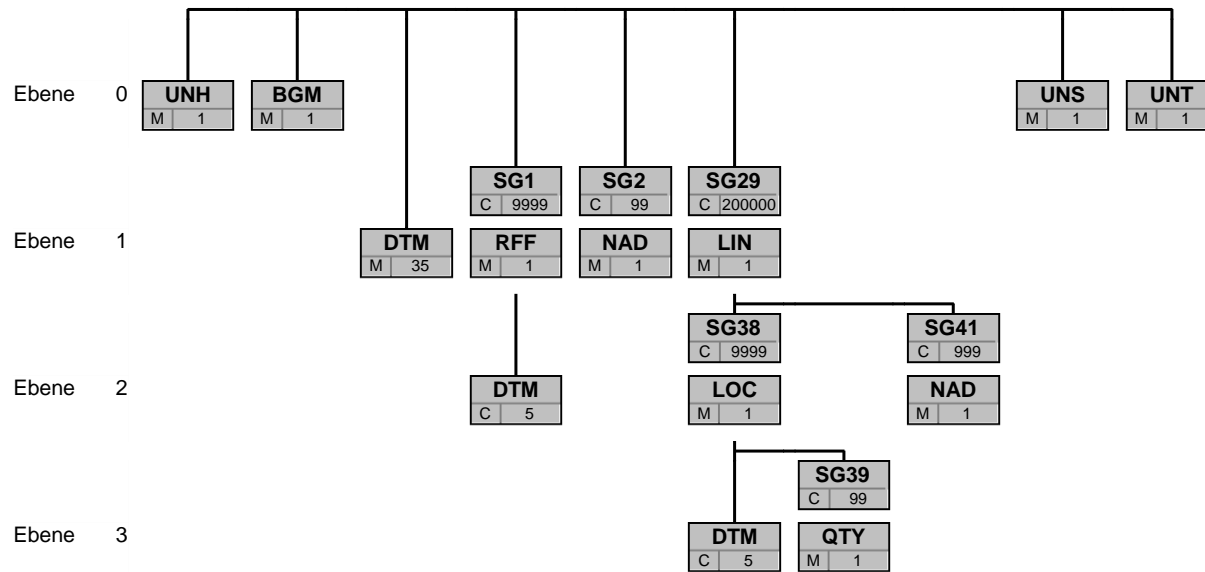 Ebene 0 UNH BGM UNS UNT
M 1 M 1 M 1 M 1
SG1 SG2 SG29
C 9999 C 99 C 200000
Ebene 1 DTM RFF NAD LIN
M 35 M 1 M 1 M 1
SG38 SG41
C 9999 C 999
Ebene 2 DTM LOC NAD
C 5 M 1 M 1
SG39
C 99
Ebene 3 DTM QTY
C 5 M 1